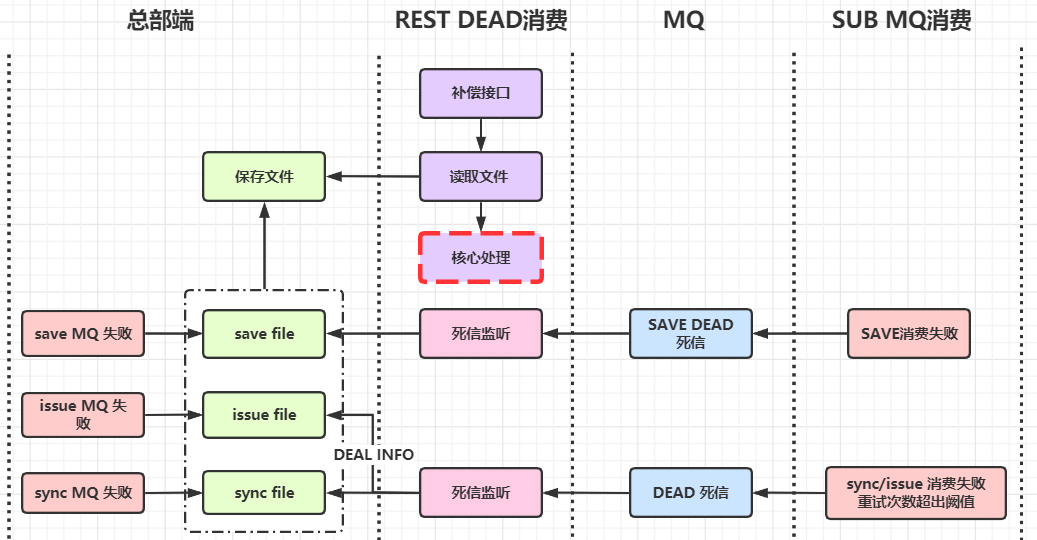 总部端
REST DEAD消费
MQ
SUB MQ消费
补偿接口
保存文件
读取文件
核心处理
save MQ 失败
save file
死信监听
SAVE DEAD
死信
SAVE消费失败
issue MQ 失
败
issue file
DEAL INFO
sync MQ 失败
sync file
死信监听
DEAD 死信
sync/issue 消费失败
重试次数超出阙值